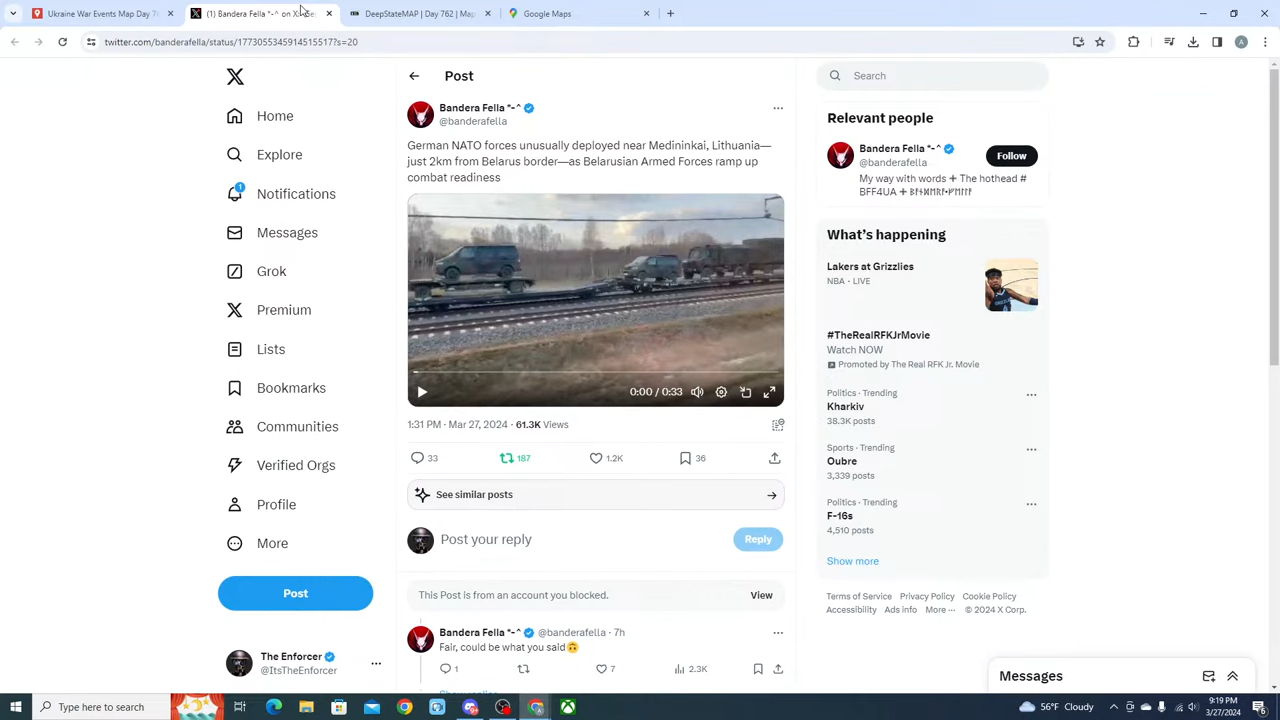 Ukraine War Events Map Day 7
(1) Bandera Fella
DeepStateMAP | Day 762 | Map
Google Maps
twitter.com/banderafella/status/1773055345914515517?s=20
Home
Explore
1
Notifications
Messages
Grok
Premium
Lists
Bookmarks
Communities
Verified Orgs
Profile
More
Post
The Enforcer
@ItsTheEnforcer
Post
Bandera Fella *-^
@banderafella
German NATO forces unusually deployed near Medininkai, Lithuania—
just 2km from Belarus border—as Belarusian Armed Forces ramp up
combat readiness
0:00 / 0:33
1:31 PM · Mar 27, 2024 · 61.3K Views
33 187 1.2K 36
See similar posts
Post your reply
Reply
This Post is from an account you blocked.
View
Bandera Fella *-^ @banderafella · 7h
Fair, could be what you said🙃
1 7 2.3K
Show replies
Search
Relevant people
Bandera Fella *-^
@banderafella
Follow
My way with words + The hothead #
BFF4UA +
What's happening
Lakers at Grizzlies
NBA · LIVE
#TheRealRFKJrMovie
Watch NOW
Promoted by The Real RFK Jr. Movie
Politics · Trending
Kharkiv
38.3K posts
Sports · Trending
Oubre
3,339 posts
Politics · Trending
F-16s
4,510 posts
Show more
Terms of Service Privacy Policy Cookie Policy
Accessibility Ads info More ··· © 2024 X Corp.
Messages
Type here to search
56°F Cloudy
9:19 PM
3/27/2024